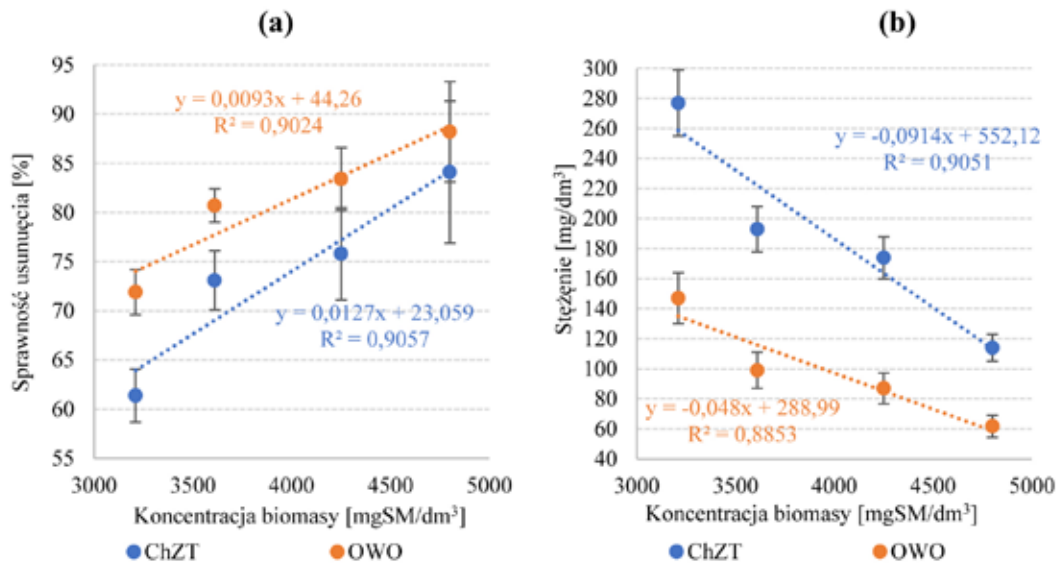 (a)
Sprawność usunięcia [%]
95
90
85
80
75
70
65
60
55
y = 0,0093x + 44,26
R² = 0,9024
y = 0,0127x + 23,059
R² = 0,9057
3000 3500 4000 4500 5000
Koncentracja biomasy [mgSM/dm³]
ChZT OWO
(b)
Stężęnie [mg/dm³]
300
280
260
240
220
200
180
160
140
120
100
80
60
40
y = -0,0914x + 552,12
R² = 0,9051
y = -0,048x + 288,99
R² = 0,8853
3000 3500 4000 4500 5000
Koncentracja biomasy [mgSM/dm³]
ChZT OWO